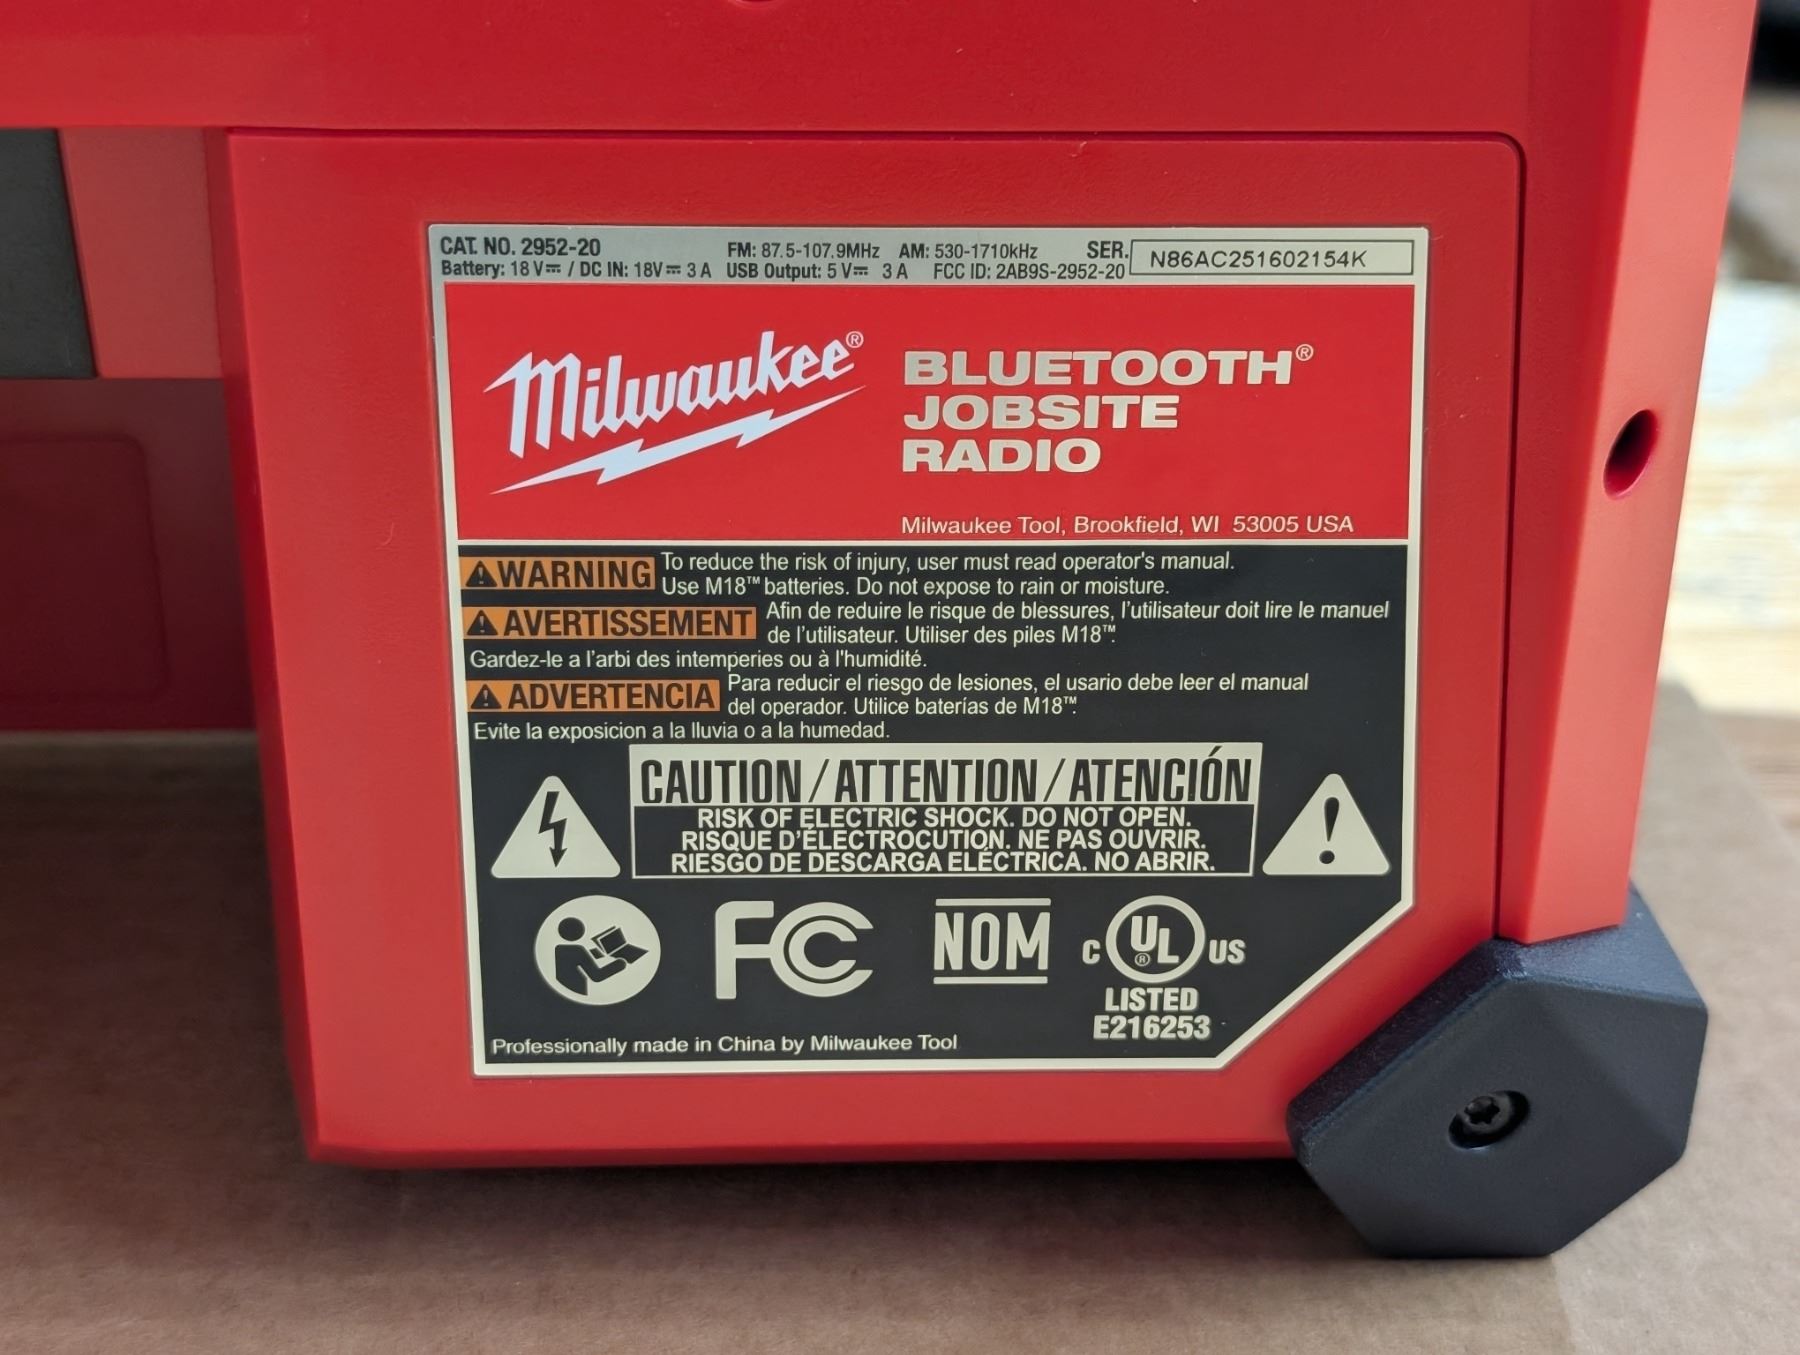 CAT. NO. 2952-20 FM: 87.5-107.9MHz AM: 530-1710kHz SER. N86AC251602154K
Battery: 18 V⎓ / DC IN: 18V⎓ 3 A USB Output: 5 V⎓ 3 A FCC ID: 2AB9S-2952-20
Milwaukee®
BLUETOOTH®
JOBSITE
RADIO
Milwaukee Tool, Brookfield, WI 53005 USA
WARNING To reduce the risk of injury, user must read operator's manual.
Use M18™ batteries. Do not expose to rain or moisture.
AVERTISSEMENT Afin de reduire le risque de blessures, l'utilisateur doit lire le manuel
de l'utilisateur. Utiliser des piles M18™.
Gardez-le a l'arbi des intemperies ou à l'humidité.
ADVERTENCIA Para reducir el riesgo de lesiones, el usario debe leer el manual
del operador. Utilice baterías de M18™.
Evite la exposicion a la lluvia o a la humedad.
CAUTION / ATTENTION / ATENCIÓN
RISK OF ELECTRIC SHOCK. DO NOT OPEN.
RISQUE D'ÉLECTROCUTION. NE PAS OUVRIR.
RIESGO DE DESCARGA ELÉCTRICA. NO ABRIR.
FC NOM C UL® US
LISTED
E216253
Professionally made in China by Milwaukee Tool